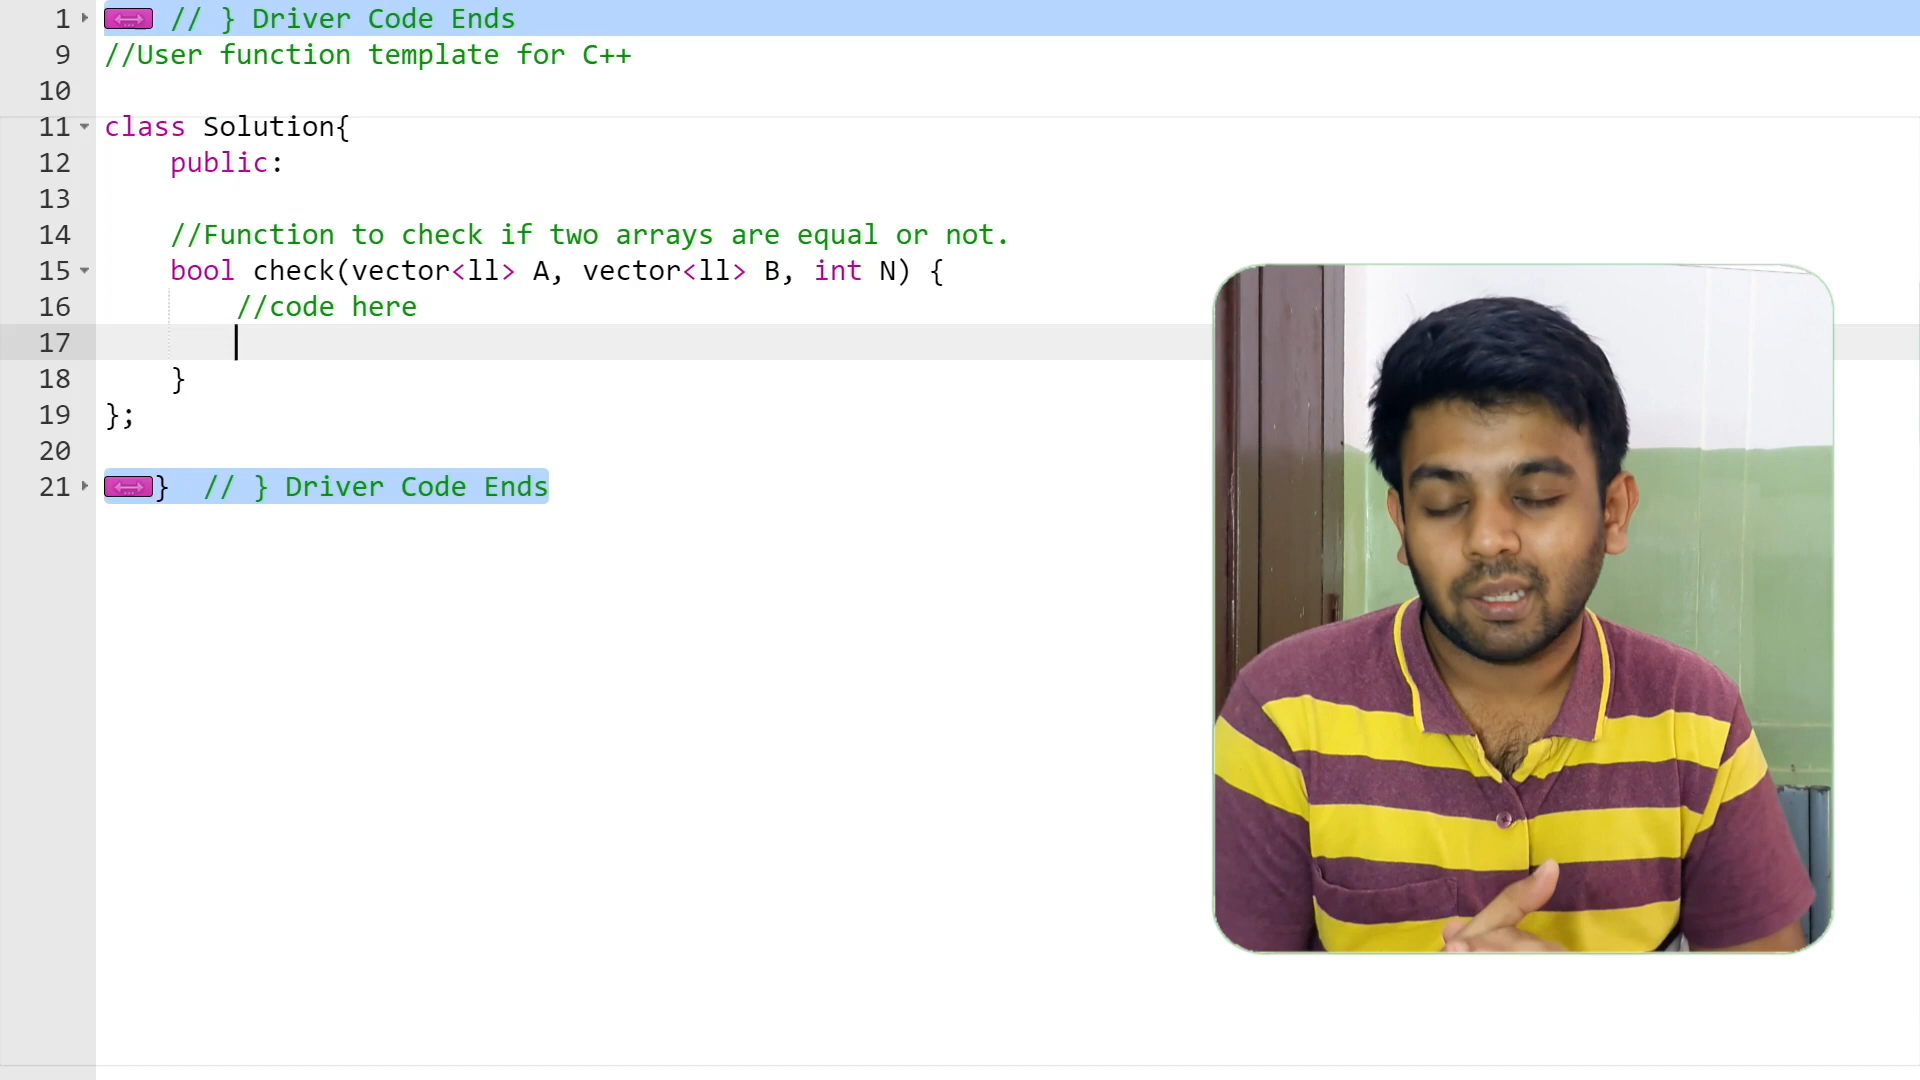 1 // } Driver Code Ends
9 //User function template for C++
10
11 class Solution{
12 public:
13
14 //Function to check if two arrays are equal or not.
15 bool check(vector<ll> A, vector<ll> B, int N) {
16 //code here
17
18 }
19 };
20
21 } // } Driver Code Ends